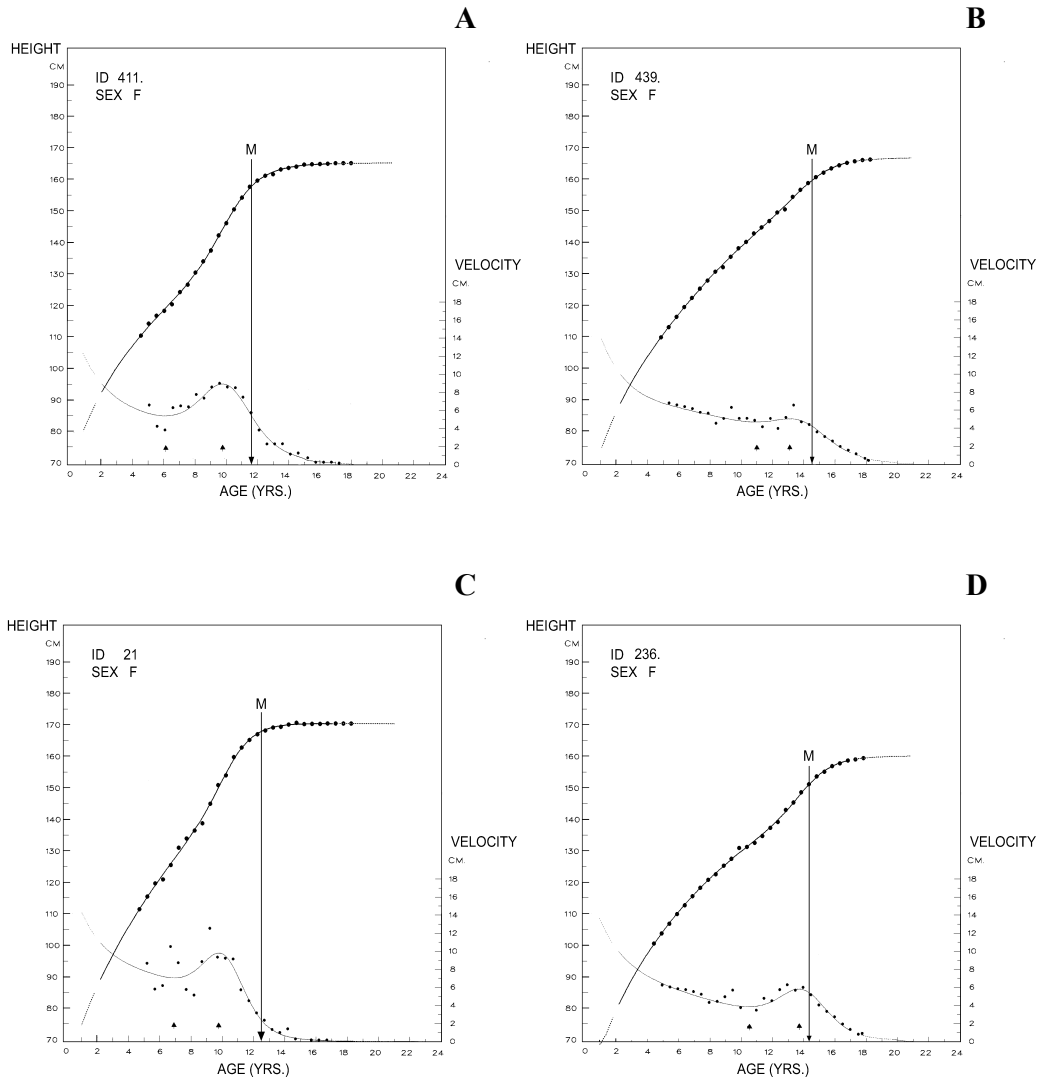 A
HEIGHT
CM
ID 411.
SEX F
190
180
170
160
150
140
130
120
110
100
90
80
70
M
VELOCITY
CM.
18
16
14
12
10
8
6
4
2
0
0 2 4 6 8 10 12 14 16 18 20 22 24
AGE (YRS.)
B
HEIGHT
CM
ID 439.
SEX F
190
180
170
160
150
140
130
120
110
100
90
80
70
M
VELOCITY
CM.
18
16
14
12
10
8
6
4
2
0
0 2 4 6 8 10 12 14 16 18 20 22 24
AGE (YRS.)
C
HEIGHT
CM
ID 21
SEX F
190
180
170
160
150
140
130
120
110
100
90
80
70
M
VELOCITY
CM.
18
16
14
12
10
8
6
4
2
0
0 2 4 6 8 10 12 14 16 18 20 22 24
AGE (YRS.)
D
HEIGHT
CM
ID 236.
SEX F
190
180
170
160
150
140
130
120
110
100
90
80
70
M
VELOCITY
CM.
18
16
14
12
10
8
6
4
2
0
0 2 4 6 8 10 12 14 16 18 20 22 24
AGE (YRS.)